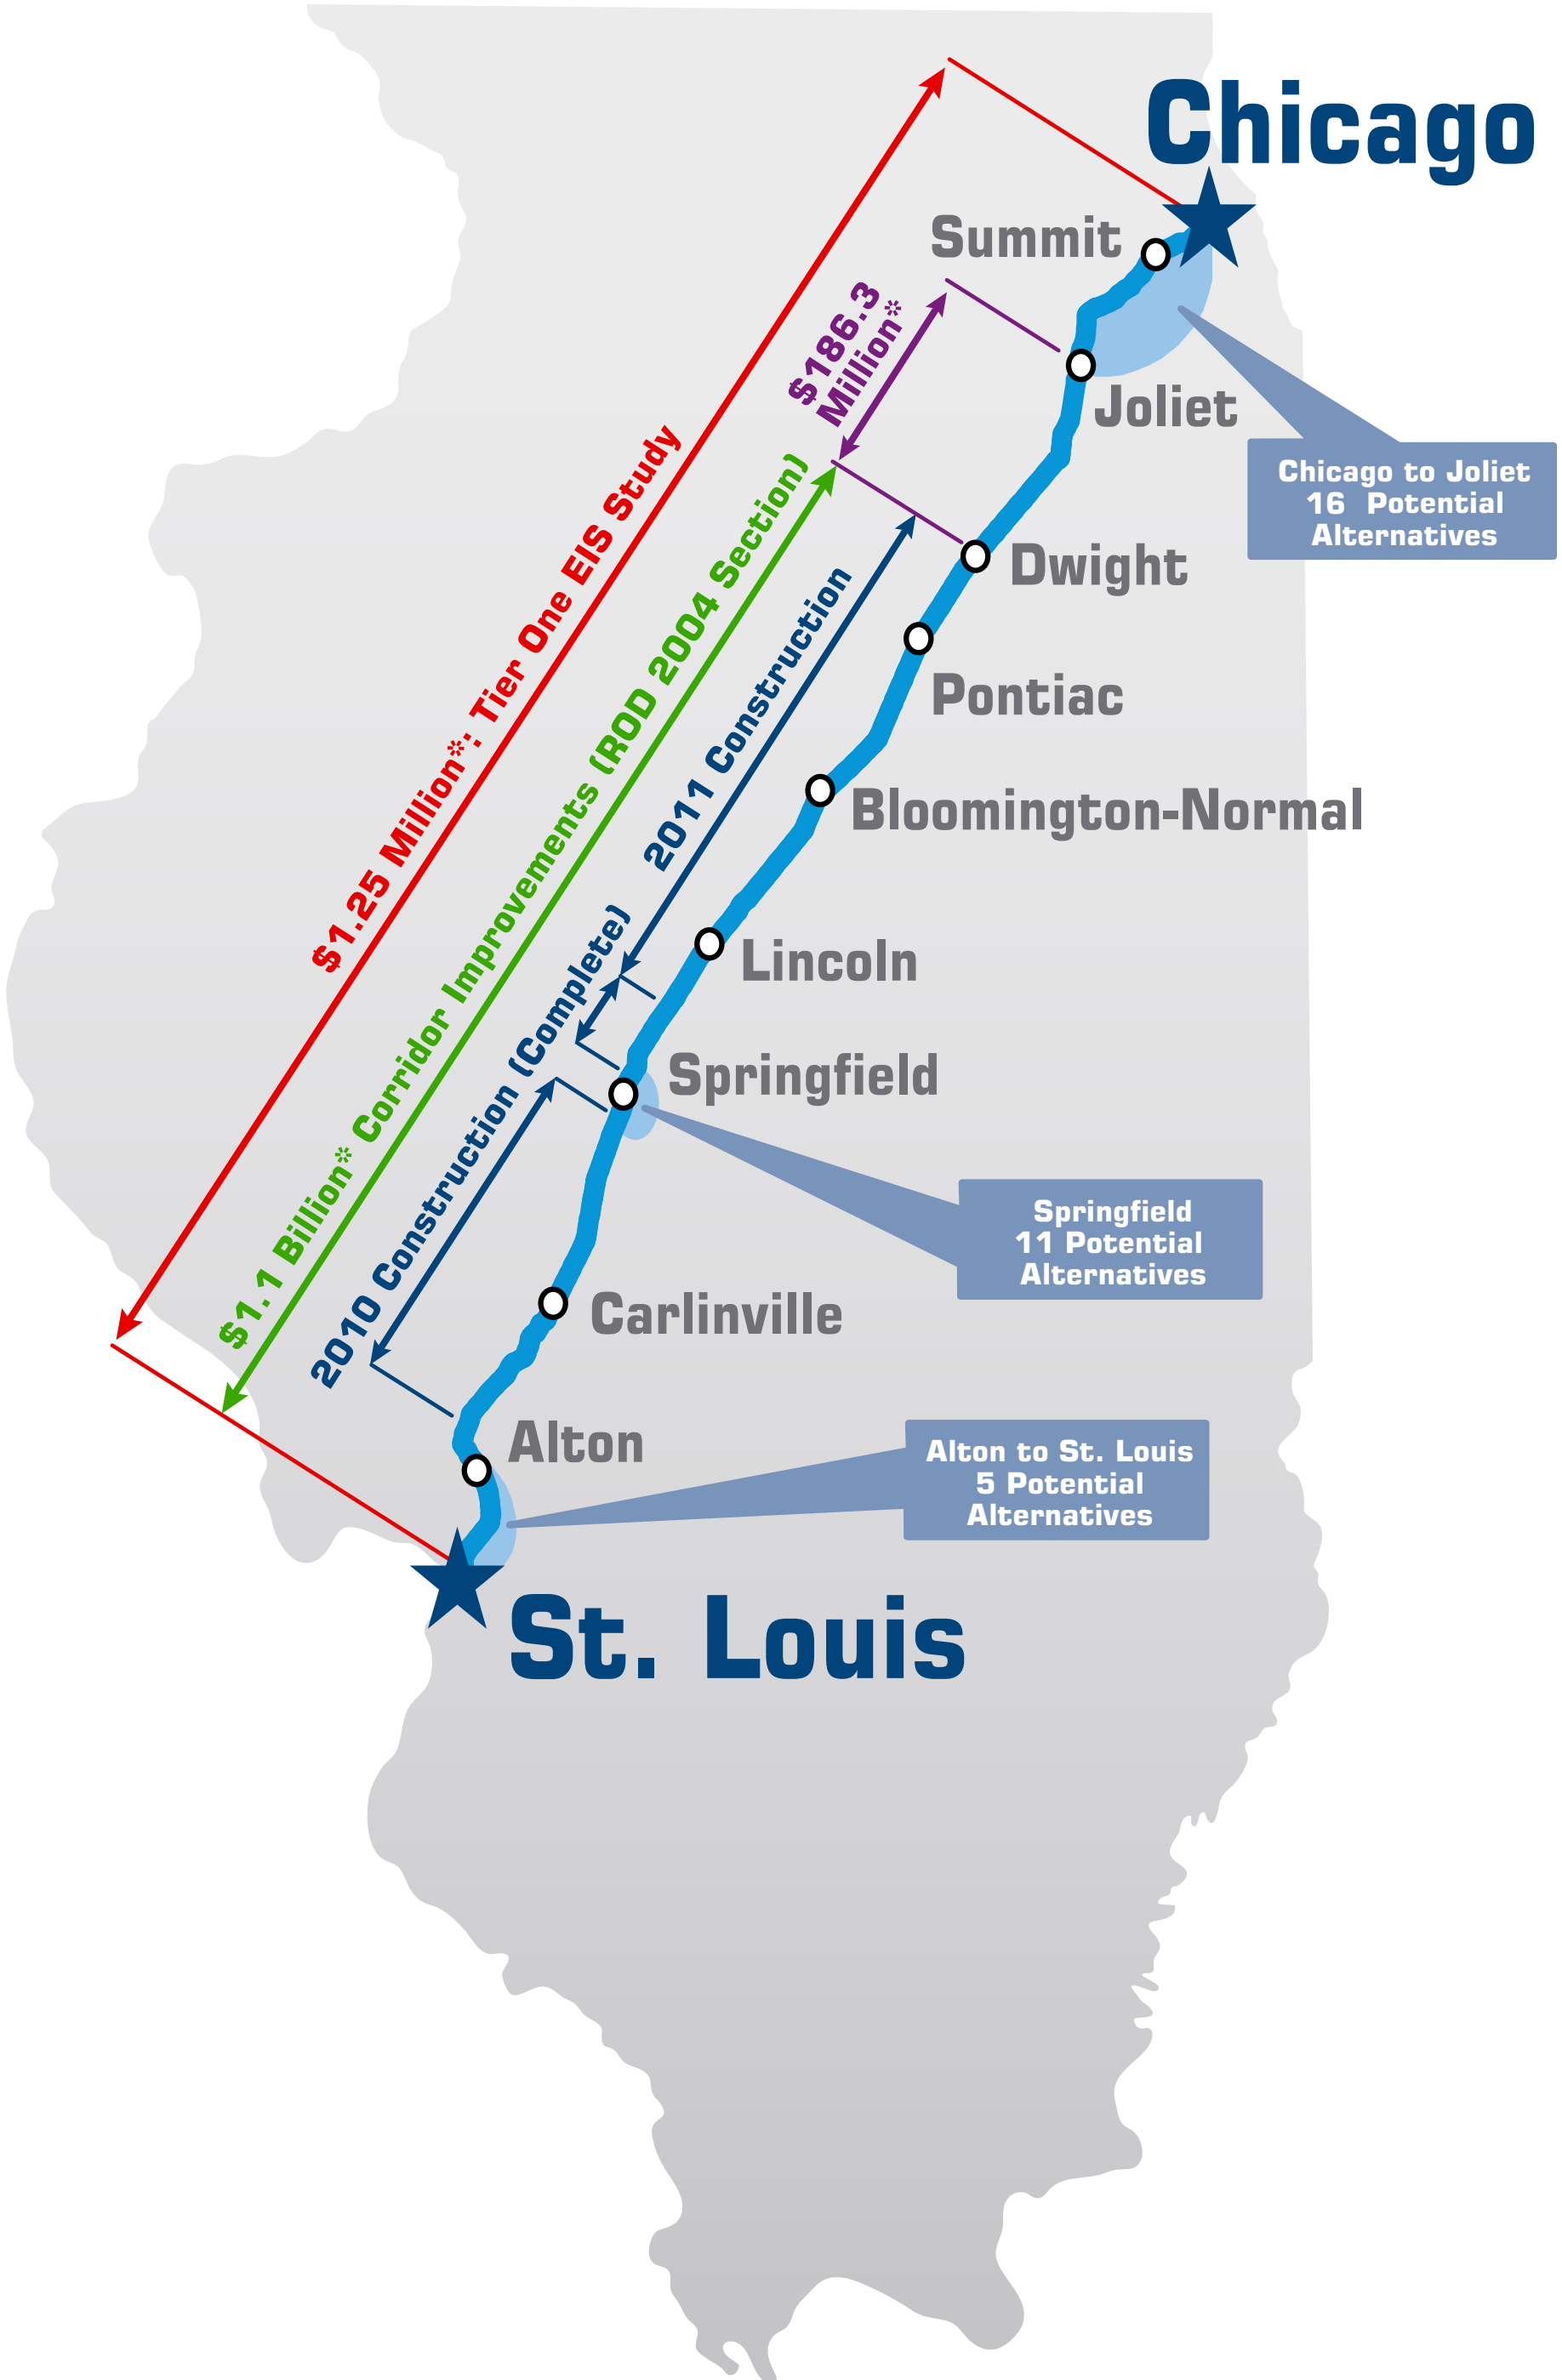 Chicago
Summit
$186.3
Million*
Joliet
Chicago to Joliet
16 Potential
Alternatives
$1.25 Million*: Tier One EIS Study
$1.1 Billion* Corridor Improvements (ROD 2004 Section)
2011 Construction
Dwight
Pontiac
Bloomington-Normal
Lincoln
2010 Construction (Complete)
Springfield
Springfield
11 Potential
Alternatives
Carlinville
Alton
Alton to St. Louis
5 Potential
Alternatives
St. Louis